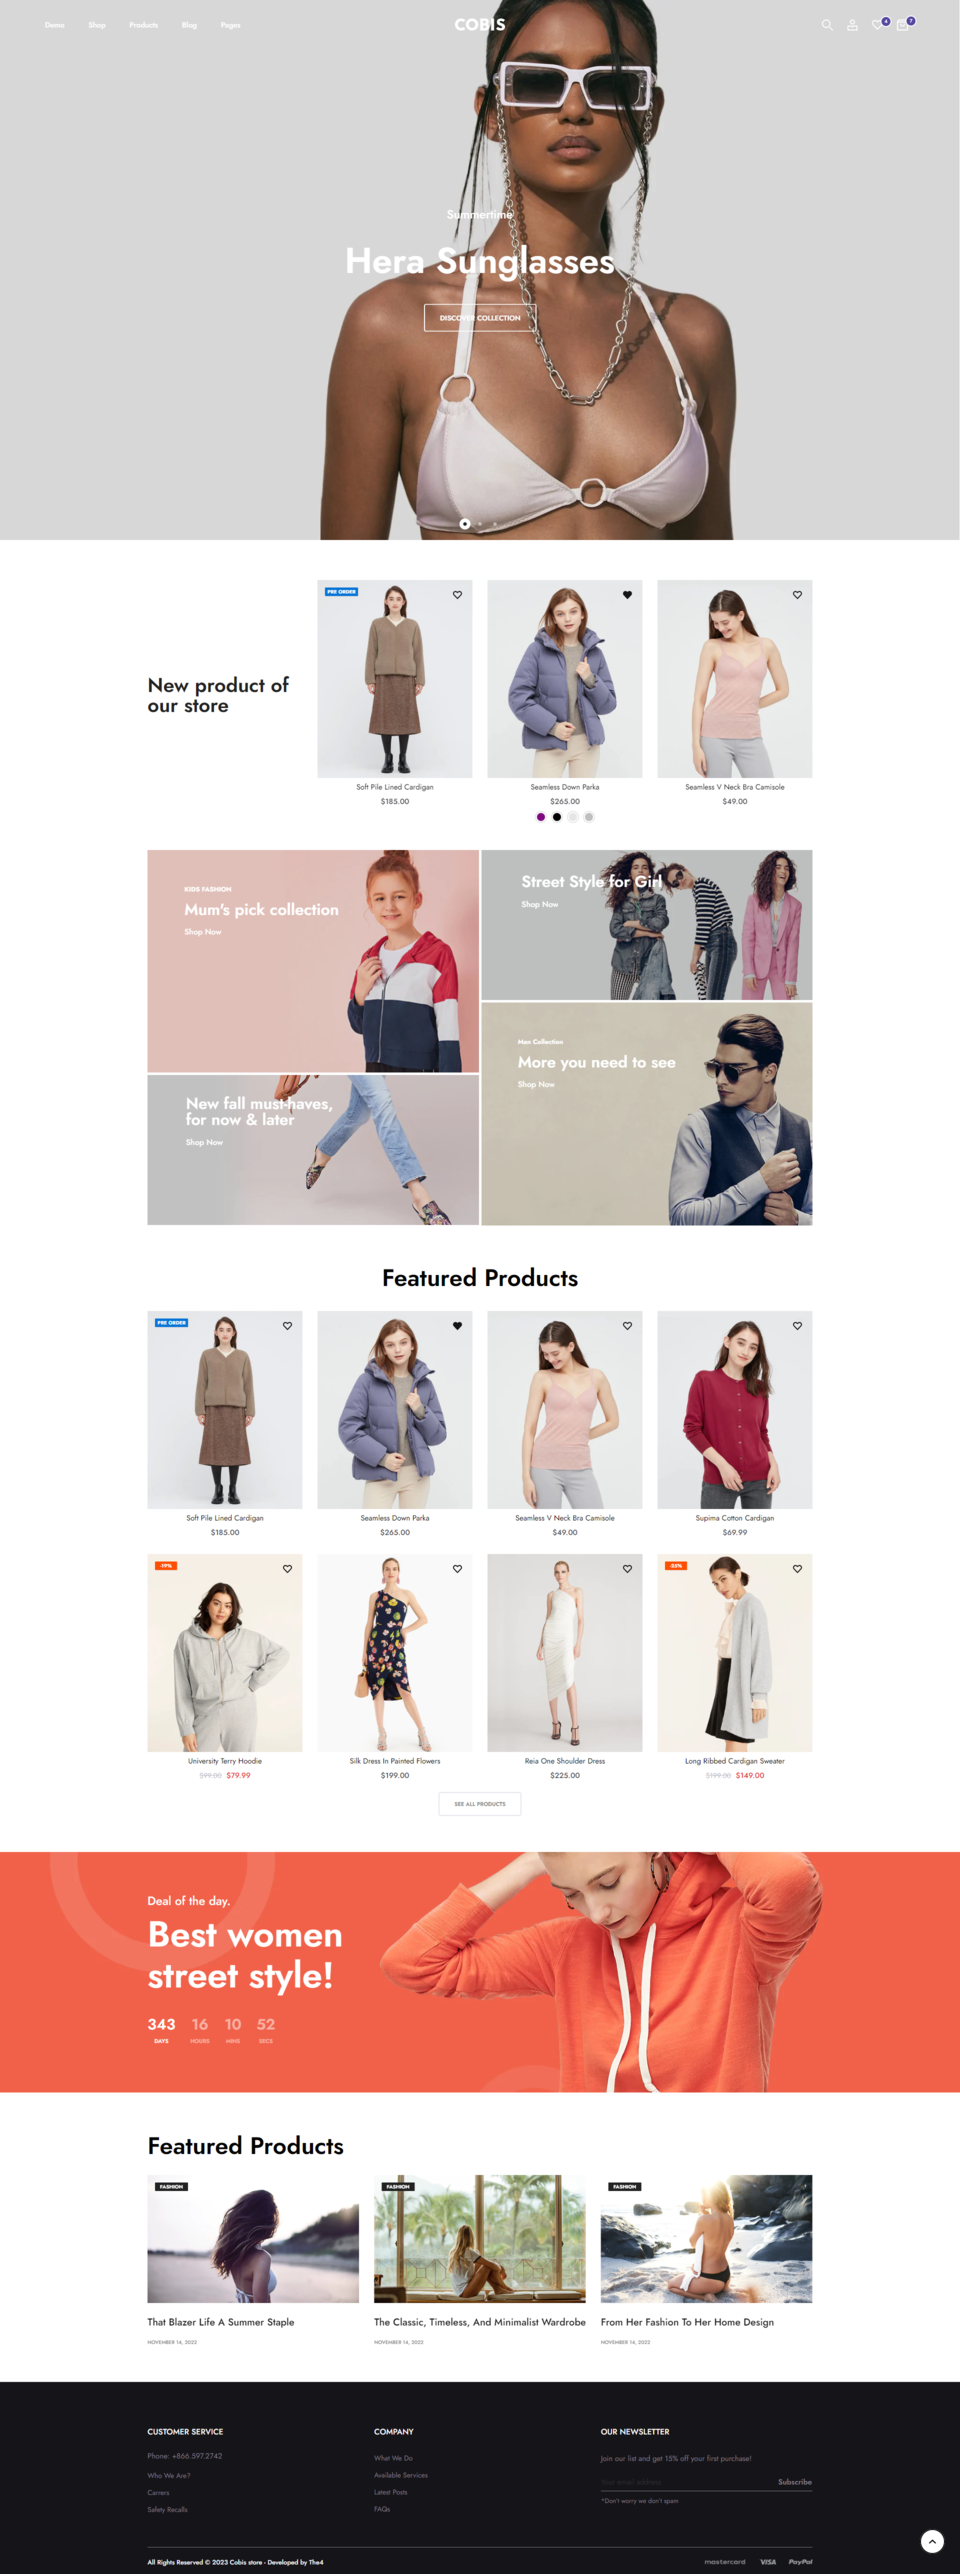 Demo Shop Products Blog Pages
COBIS
4 7
Summertime
Hera Sunglasses
DISCOVER COLLECTION
New product of
our store
PRE ORDER
Soft Pile Lined Cardigan
$185.00
Seamless Down Parka
$265.00
Seamless V Neck Bra Camisole
$49.00
KIDS FASHION
Mum's pick collection
Shop Now
Street Style for Girl
Shop Now
New fall must-haves,
for now & later
Shop Now
Men Collection
More you need to see
Shop Now
Featured Products
PRE ORDER
Soft Pile Lined Cardigan
$185.00
Seamless Down Parka
$265.00
Seamless V Neck Bra Camisole
$49.00
Supima Cotton Cardigan
$69.99
-19%
University Terry Hoodie
$99.00 $79.99
Silk Dress In Painted Flowers
$199.00
Reia One Shoulder Dress
$225.00
-25%
Long Ribbed Cardigan Sweater
$199.00 $149.00
SEE ALL PRODUCTS
Deal of the day.
Best women
street style!
343 16 10 52
DAYS HOURS MINS SECS
Featured Products
FASHION
That Blazer Life A Summer Staple
NOVEMBER 14, 2022
FASHION
The Classic, Timeless, And Minimalist Wardrobe
NOVEMBER 14, 2022
FASHION
From Her Fashion To Her Home Design
NOVEMBER 14, 2022
CUSTOMER SERVICE
Phone: +866.597.2742
Who We Are?
Carrers
Safety Recalls
COMPANY
What We Do
Available Services
Latest Posts
FAQs
OUR NEWSLETTER
Join our list and get 15% off your first purchase!
Your email address Subscribe
*Don't worry we don't spam
All Rights Reserved © 2023 Cobis store - Developed by The4
mastercard VISA PayPal